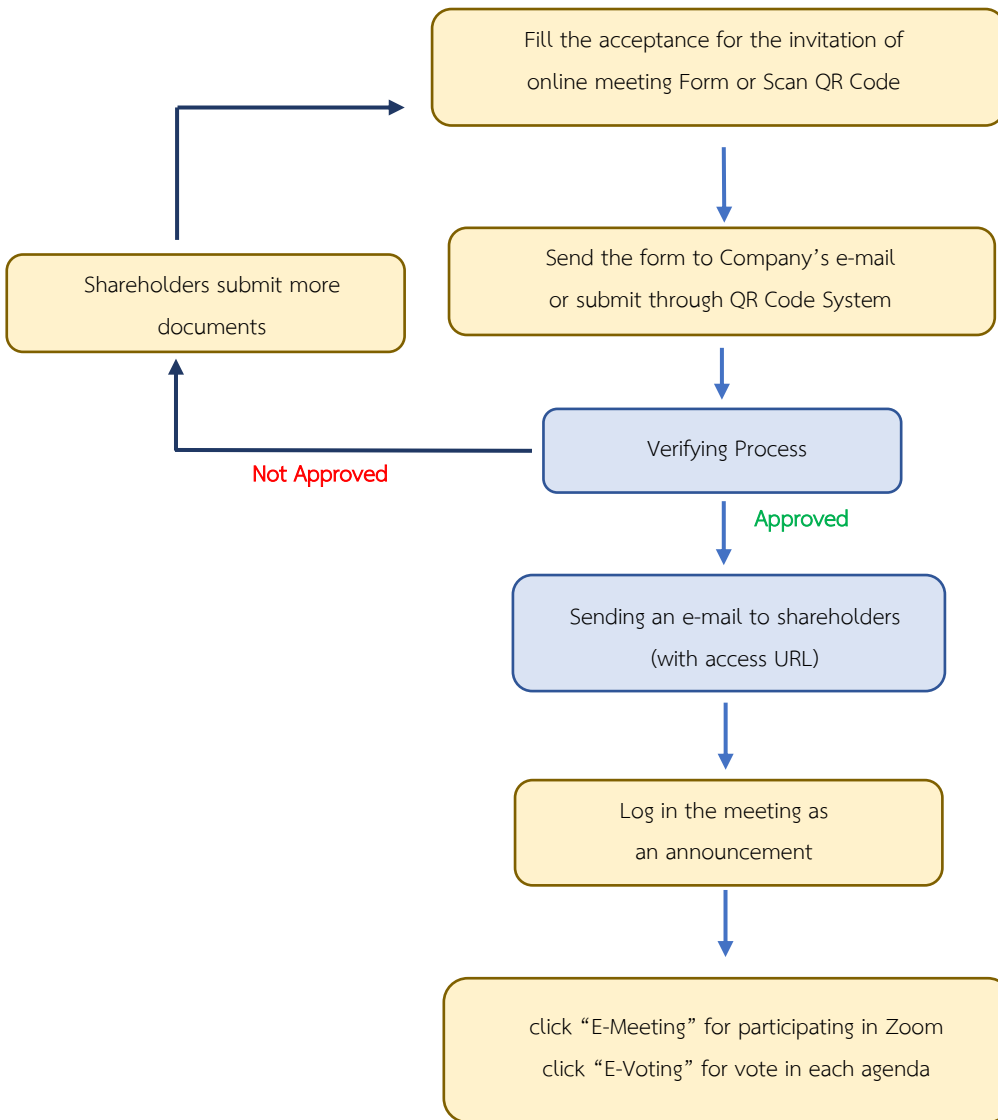 Fill the acceptance for the invitation of
online meeting Form or Scan QR Code
Send the form to Company’s e-mail
or submit through QR Code System
Shareholders submit more
documents
Verifying Process
Not Approved
Approved
Sending an e-mail to shareholders
(with access URL)
Log in the meeting as
an announcement
click “E-Meeting” for participating in Zoom
click “E-Voting” for vote in each agenda